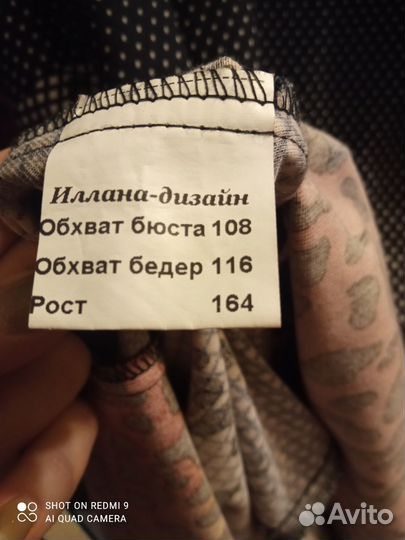 Иллана-дизайн
Обхват бюста 108
Обхват бедер 116
Рост 164
SHOT ON REDMI 9
AI QUAD CAMERA
Avito